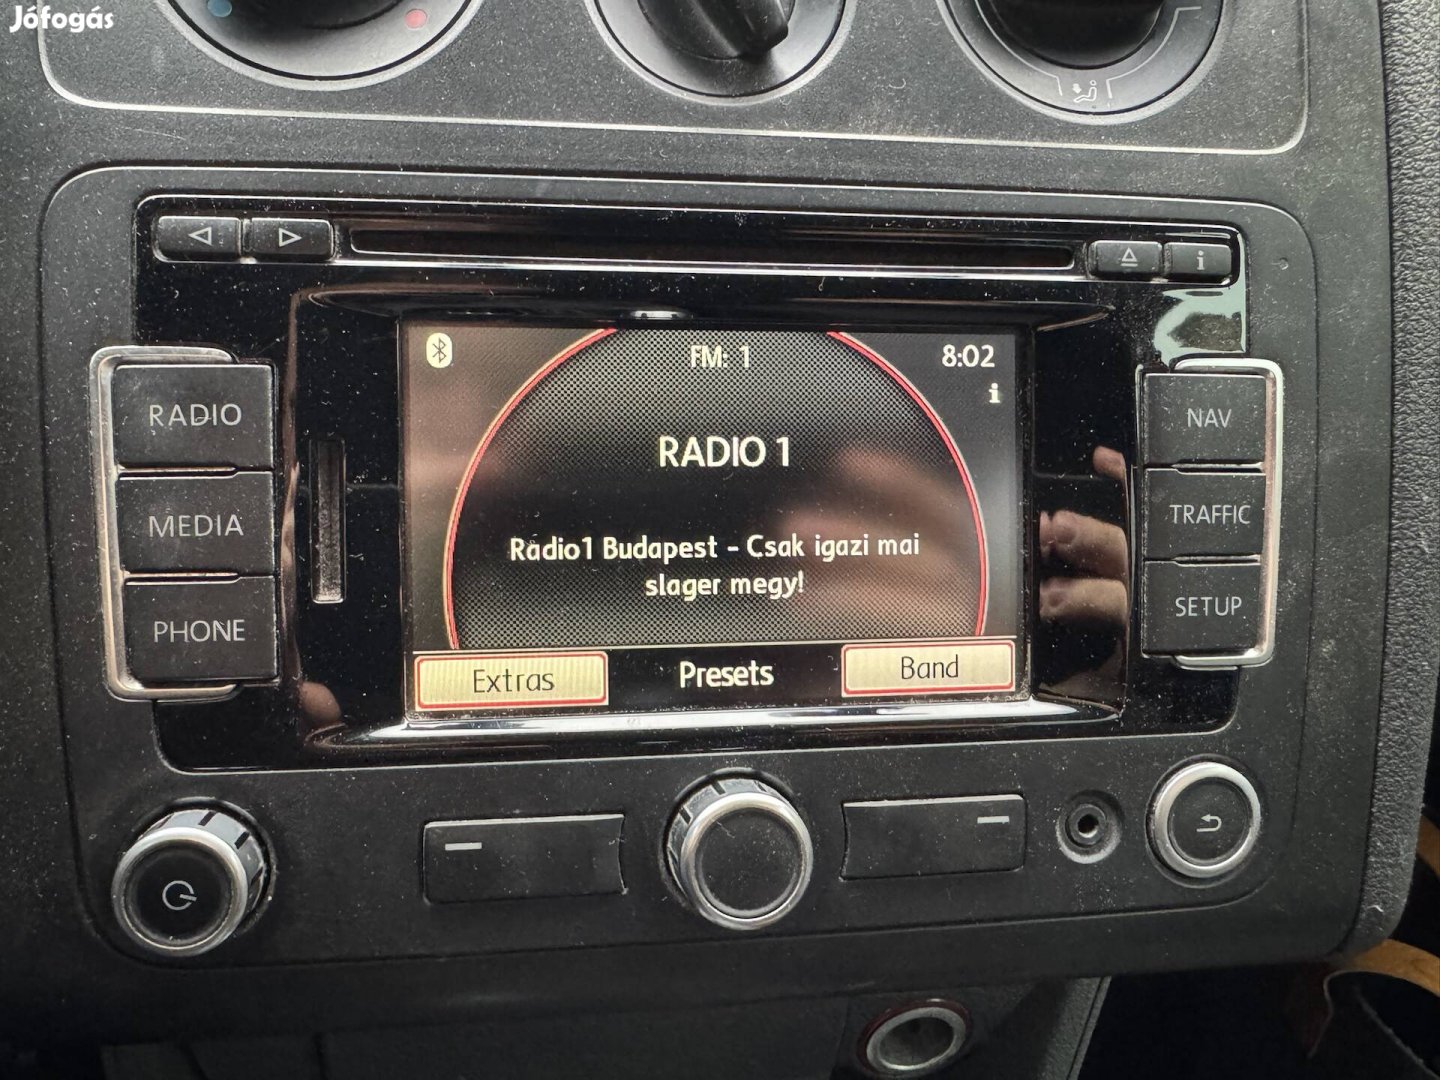 Jófogás
i
FM: 1
8:02
i
RADIO
MEDIA
PHONE
RADIO 1
Radio1 Budapest - Csak igazi mai
slager megy!
Extras
Presets
Band
NAV
TRAFFIC
SETUP